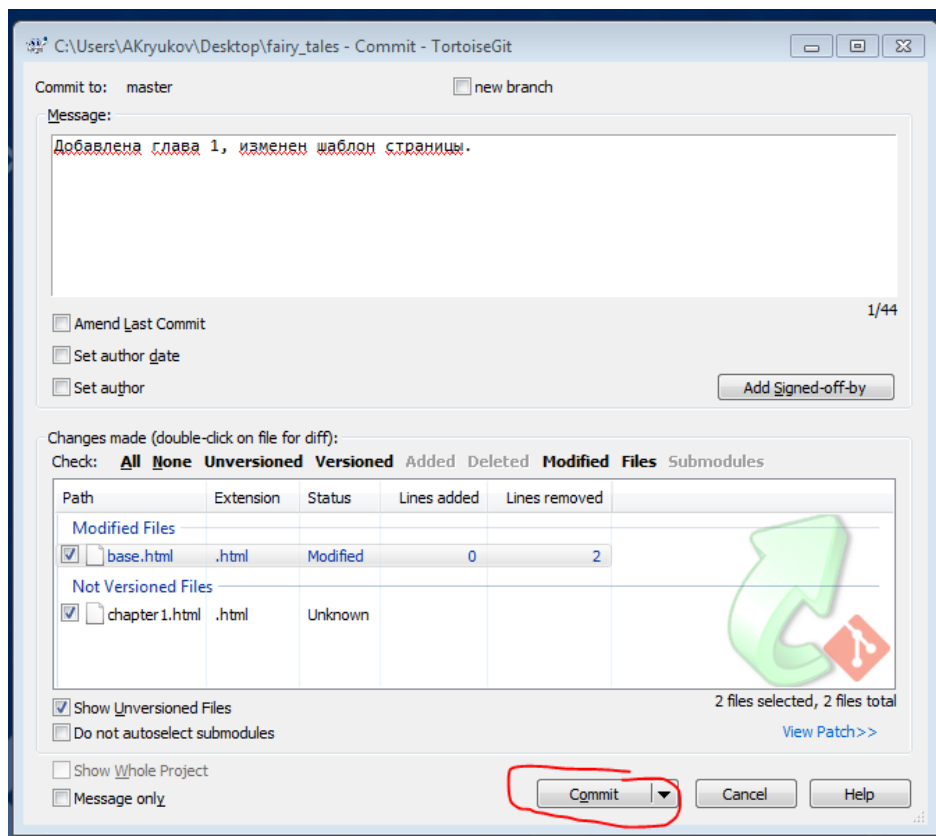 C:\Users\AKryukov\Desktop\fairy_tales - Commit - TortoiseGit
Commit to: master new branch
Message:
Добавлена глава 1, изменен шаблон страницы.
1/44
Amend Last Commit
Set author date
Set author
Add Signed-off-by
Changes made (double-click on file for diff):
Check: All None Unversioned Versioned Added Deleted Modified Files Submodules
Path Extension Status Lines added Lines removed
Modified Files
base.html .html Modified 0 2
Not Versioned Files
chapter1.html .html Unknown
Show Unversioned Files
2 files selected, 2 files total
Do not autoselect submodules
View Patch>>
Show Whole Project
Message only
Commit Cancel Help